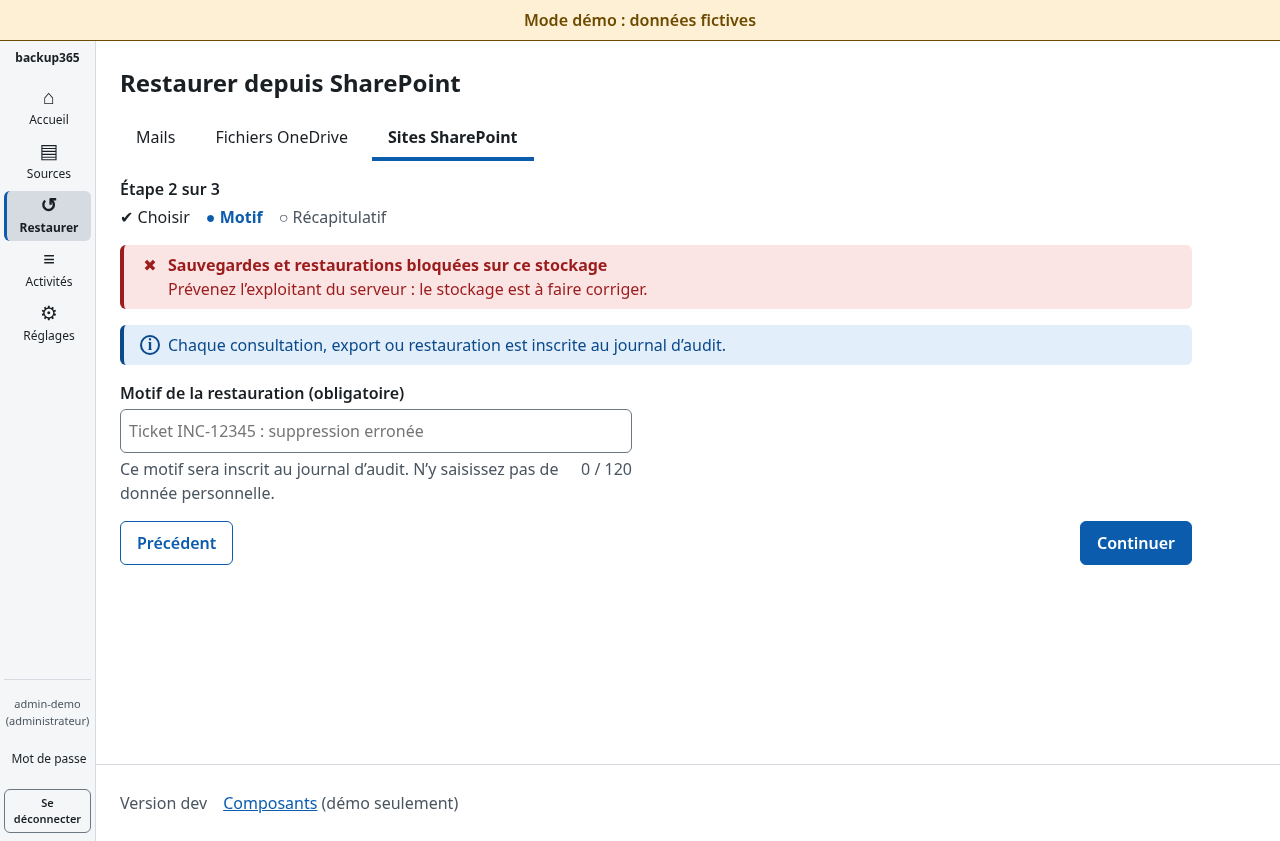 Mode démo : données fictives
backup365
Accueil
Sources
Restaurer
Activités
Réglages
admin-demo
(administrateur)
Mot de passe
Se
déconnecter
Restaurer depuis SharePoint
Mails Fichiers OneDrive Sites SharePoint
Étape 2 sur 3
✔ Choisir ● Motif ○ Récapitulatif
✖ Sauvegardes et restaurations bloquées sur ce stockage
Prévenez l’exploitant du serveur : le stockage est à faire corriger.
Chaque consultation, export ou restauration est inscrite au journal d’audit.
Motif de la restauration (obligatoire)
Ticket INC-12345 : suppression erronée
Ce motif sera inscrit au journal d’audit. N’y saisissez pas de 0 / 120
donnée personnelle.
Précédent Continuer
Version dev Composants (démo seulement)